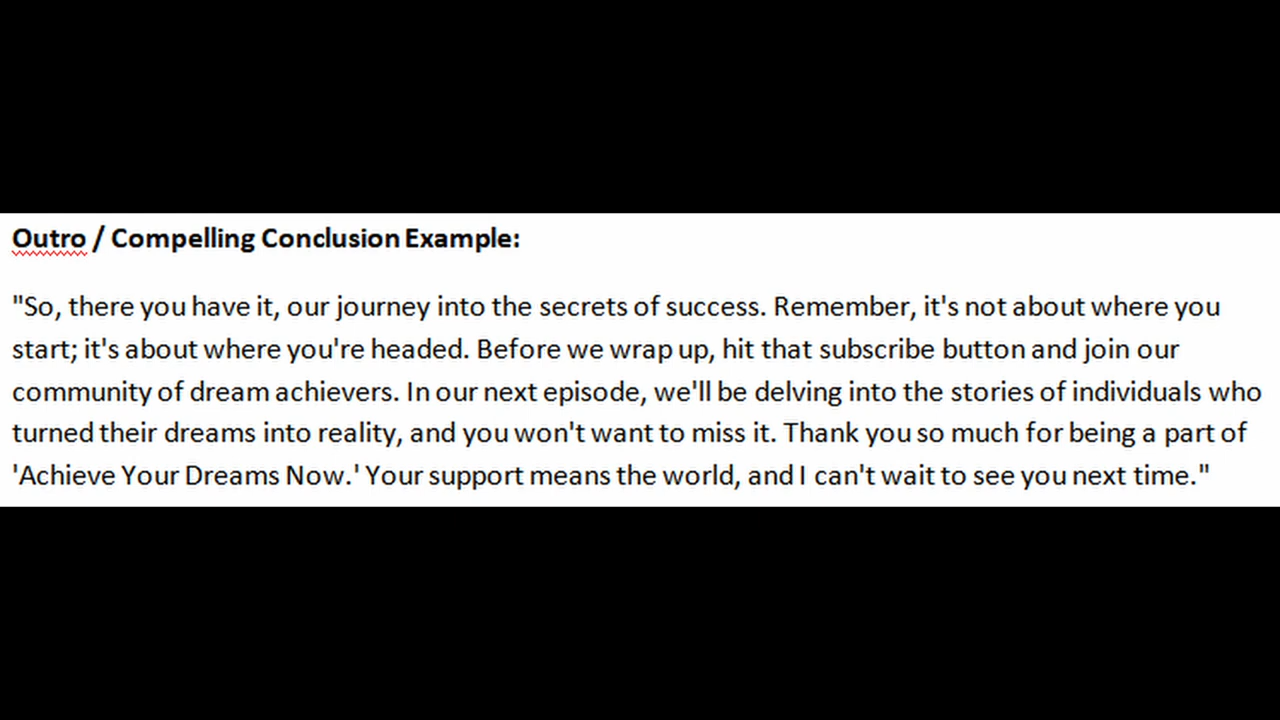 Outro / Compelling Conclusion Example:
"So, there you have it, our journey into the secrets of success. Remember, it's not about where you
start; it's about where you're headed. Before we wrap up, hit that subscribe button and join our
community of dream achievers. In our next episode, we'll be delving into the stories of individuals who
turned their dreams into reality, and you won't want to miss it. Thank you so much for being a part of
'Achieve Your Dreams Now.' Your support means the world, and I can't wait to see you next time."